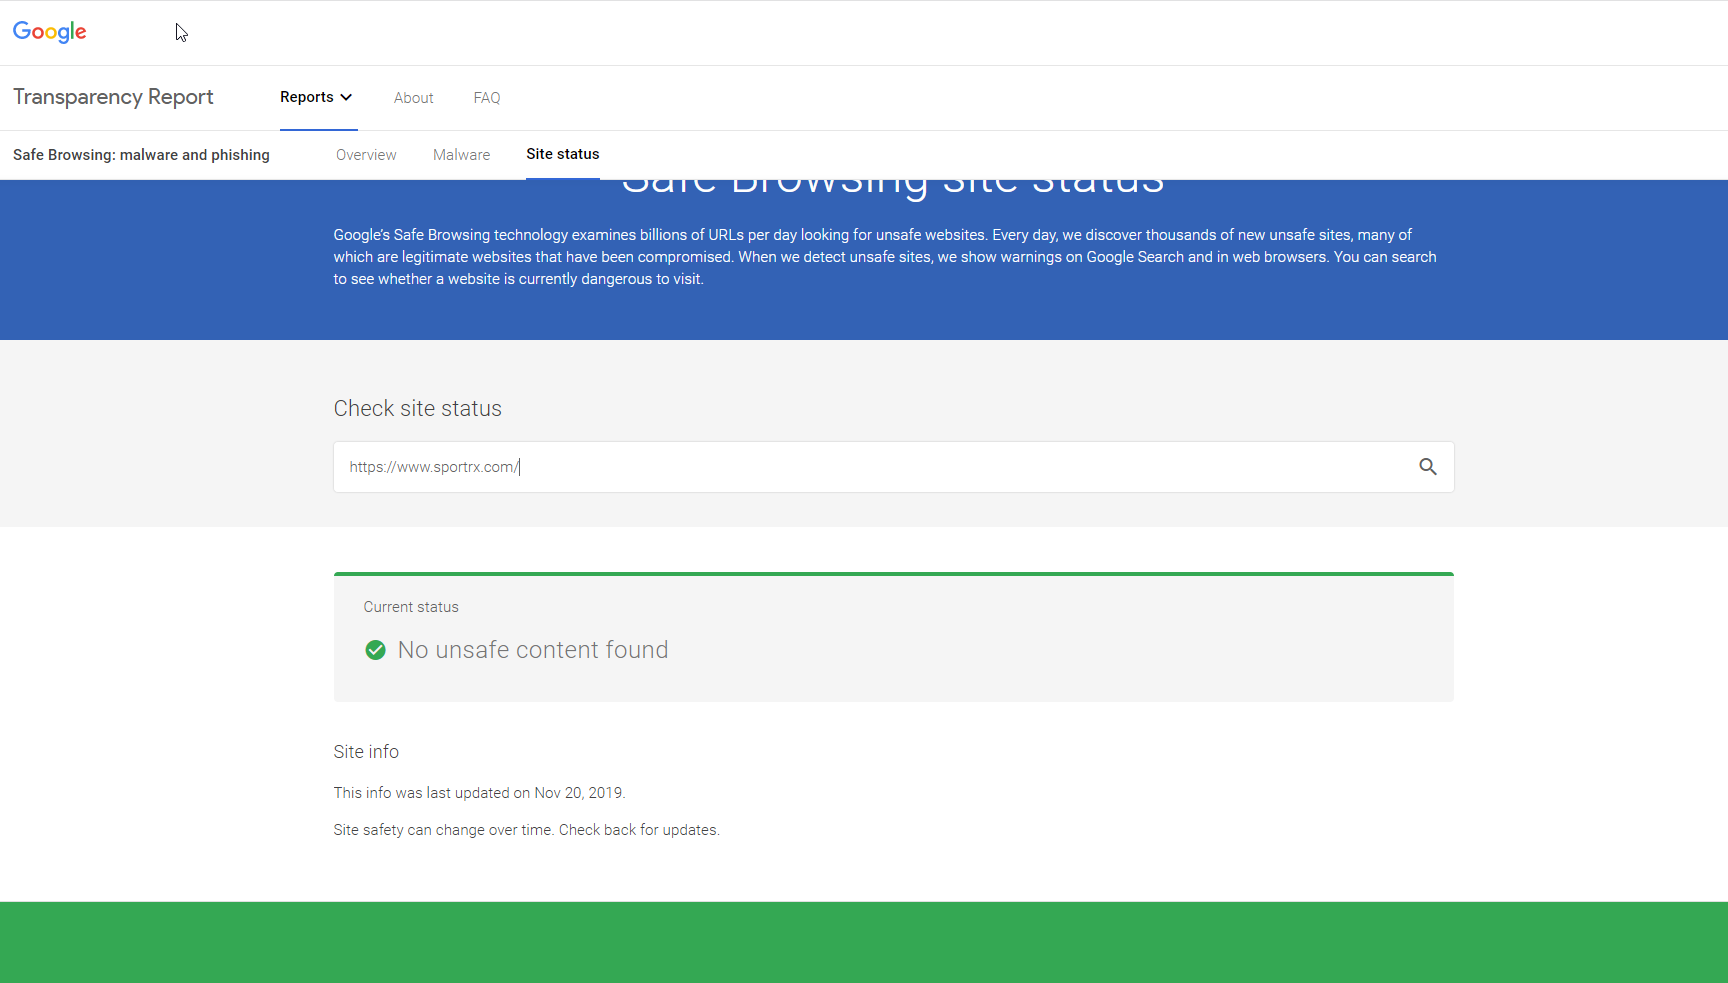 Google
Transparency Report
Reports
About
FAQ
Safe Browsing: malware and phishing
Overview
Malware
Site status
Safe Browsing site status
Google's Safe Browsing technology examines billions of URLs per day looking for unsafe websites. Every day, we discover thousands of new unsafe sites, many of
which are legitimate websites that have been compromised. When we detect unsafe sites, we show warnings on Google Search and in web browsers. You can search
to see whether a website is currently dangerous to visit.
Check site status
https://www.sportrx.com/
Current status
No unsafe content found
Site info
This info was last updated on Nov 20, 2019.
Site safety can change over time. Check back for updates.